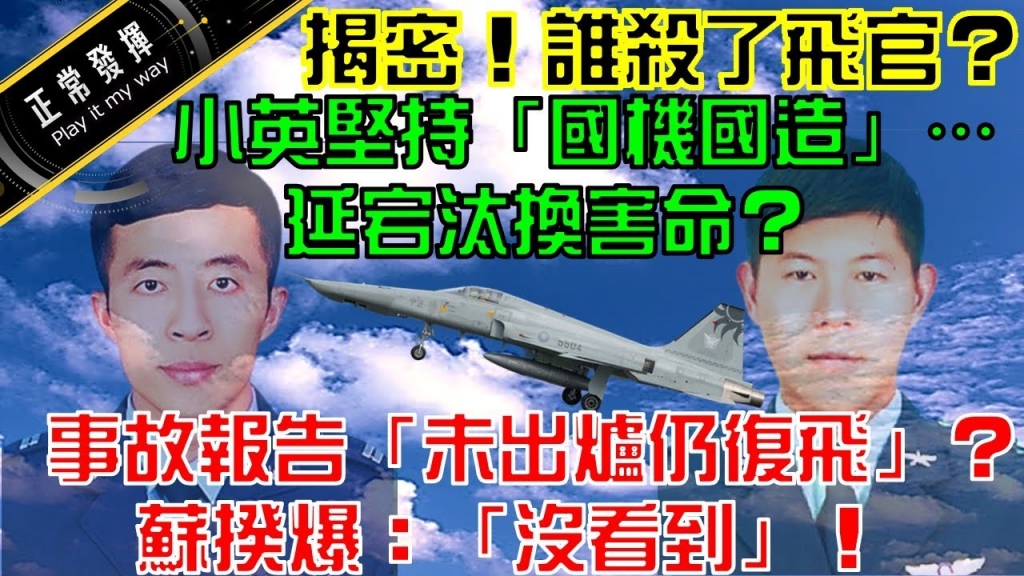 正常發揮
Play it my way
揭密！誰殺了飛官？
小英堅持「國機國造」…
延宕汰換害命？
5504
事故報告「未出爐仍復飛」？
蘇揆爆：「沒看到」！